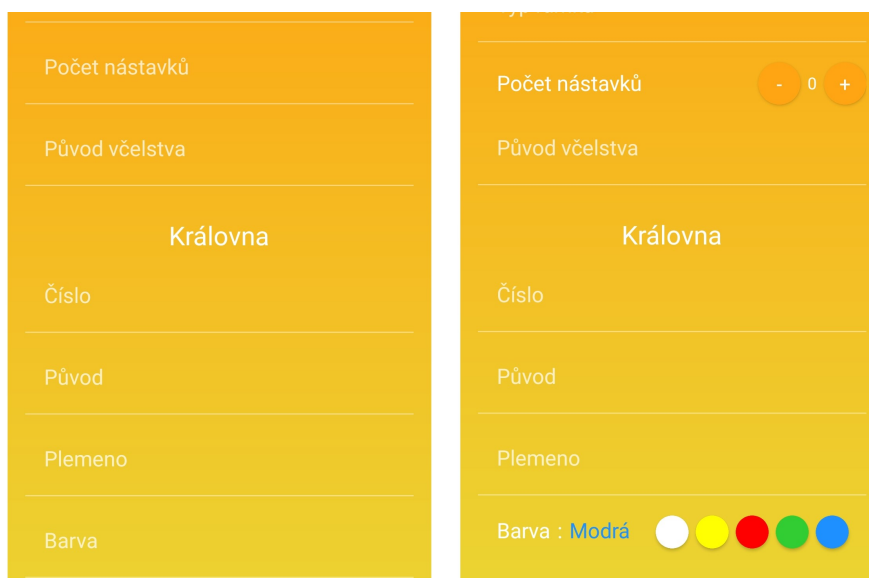 Počet nástavků
Původ včelstva
Královna
Číslo
Původ
Plemeno
Barva
Počet nástavků - 0 +
Původ včelstva
Královna
Číslo
Původ
Plemeno
Barva : Modrá